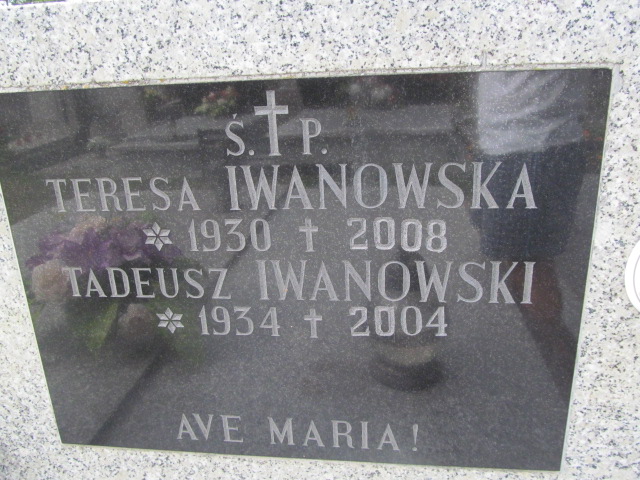 Ś. † P.
TERESA IWANOWSKA
* 1930 † 2008
TADEUSZ IWANOWSKI
* 1934 † 2004
AVE MARIA!